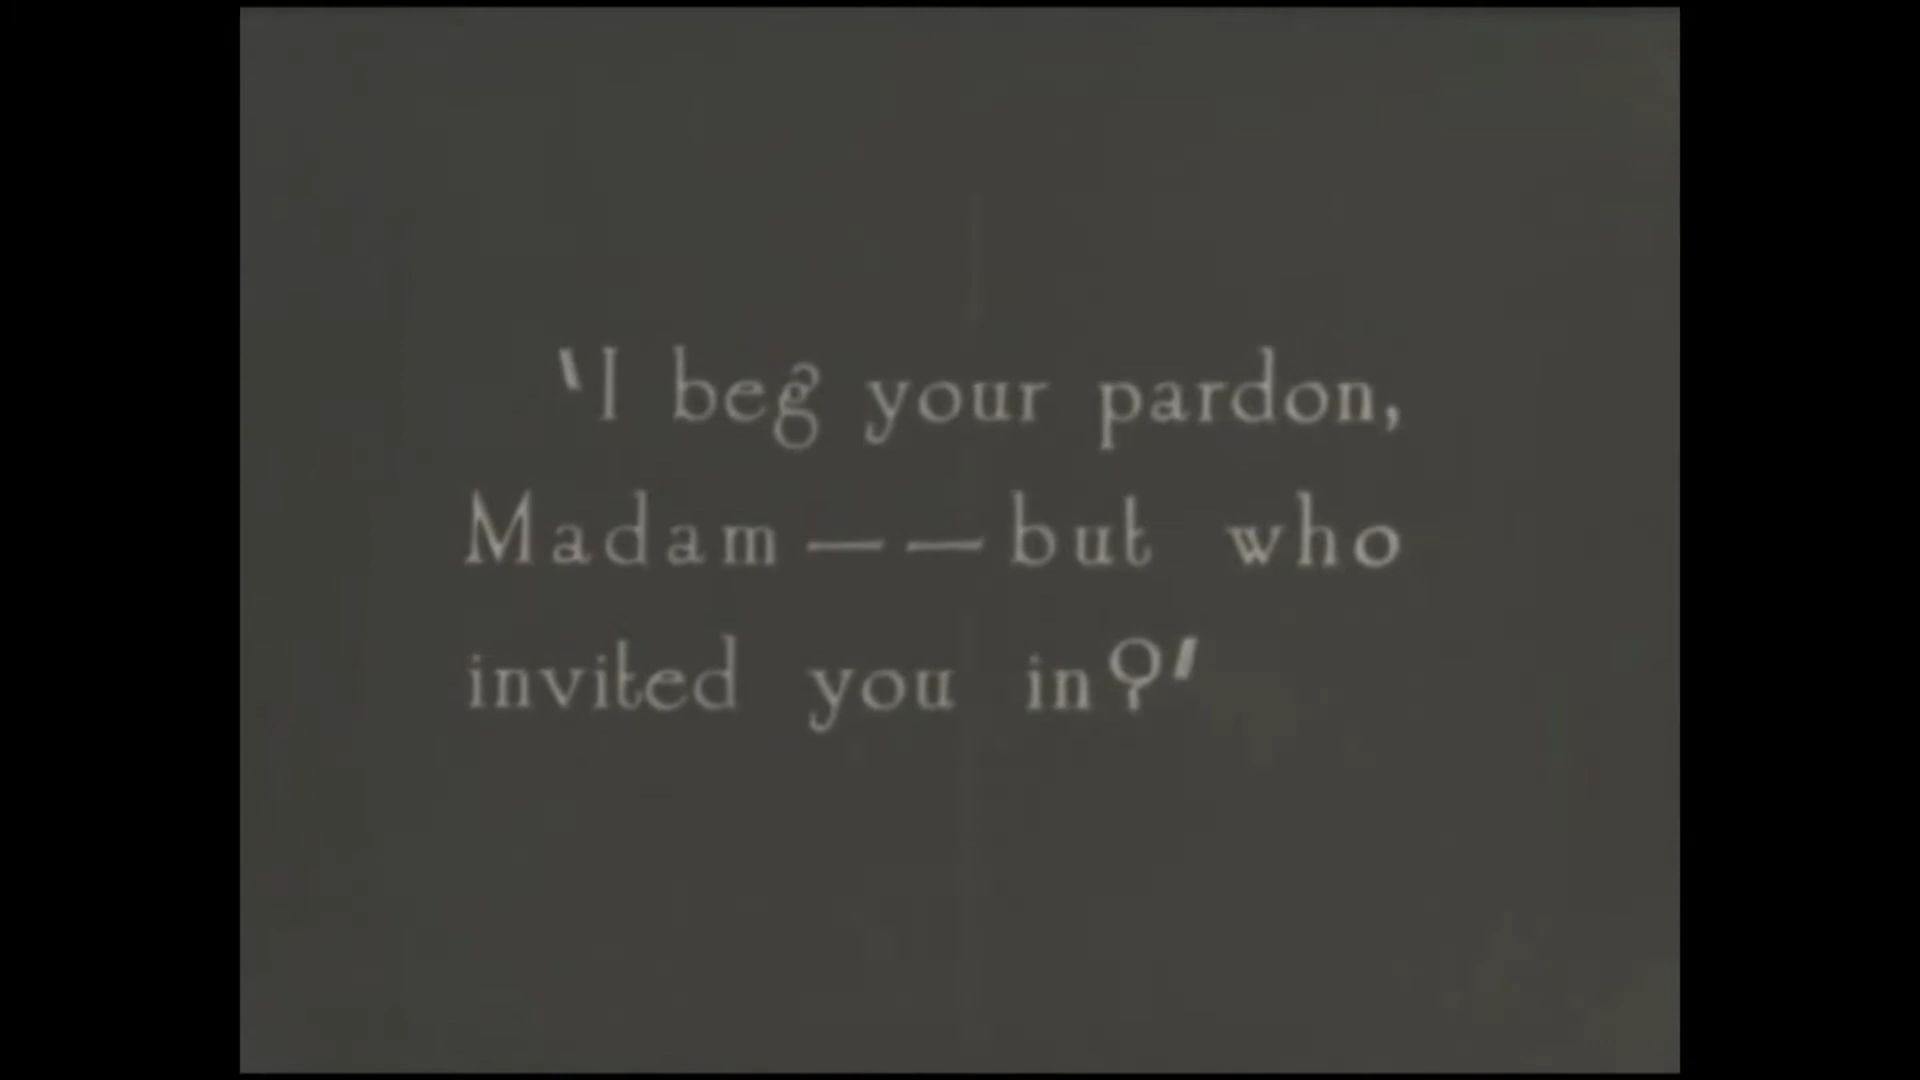 "I beg your pardon,
Madam — — but who
invited you in?"